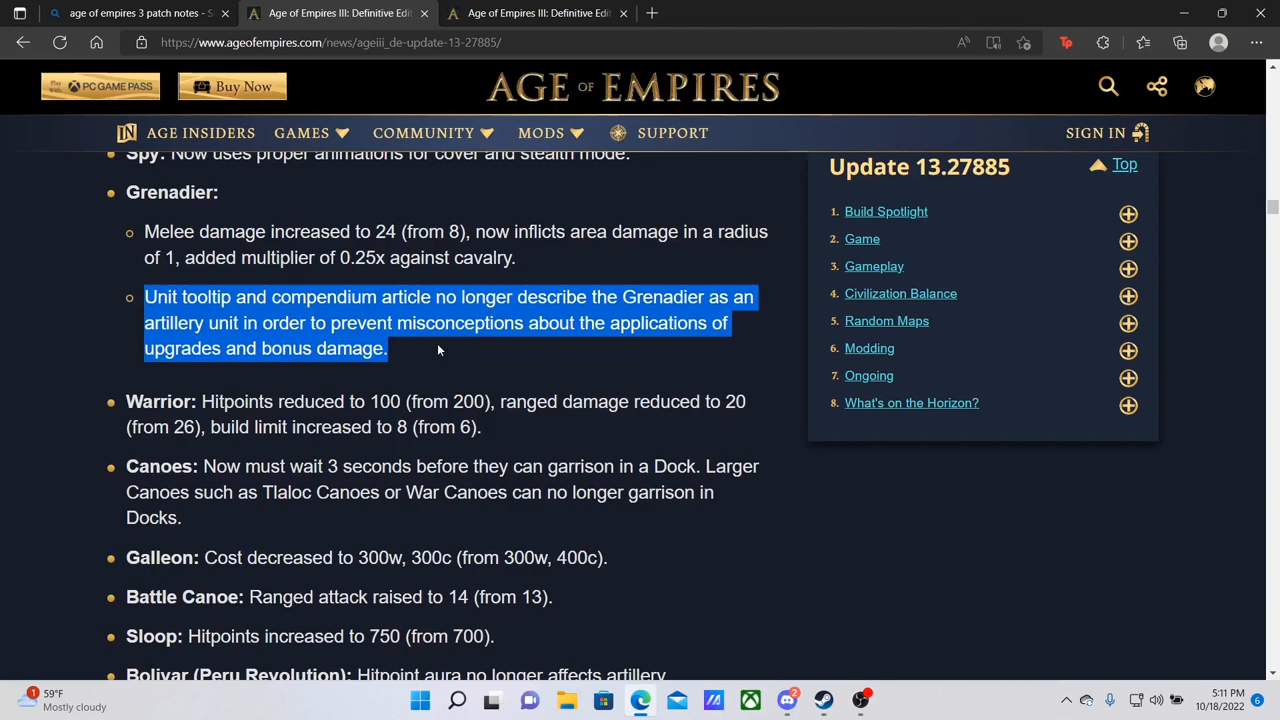 age of empires 3 patch notes - S
Age of Empires III: Definitive Edit
Age of Empires III: Definitive Edit
https://www.ageofempires.com/news/ageiii_de-update-13-27885/
PC GAME PASS
Buy Now
AGE OF EMPIRES
AGE INSIDERS GAMES COMMUNITY MODS SUPPORT SIGN IN
Spy: Now uses proper animations for cover and stealth mode.
Grenadier:
Melee damage increased to 24 (from 8), now inflicts area damage in a radius
of 1, added multiplier of 0.25x against cavalry.
Unit tooltip and compendium article no longer describe the Grenadier as an
artillery unit in order to prevent misconceptions about the applications of
upgrades and bonus damage.
Warrior: Hitpoints reduced to 100 (from 200), ranged damage reduced to 20
(from 26), build limit increased to 8 (from 6).
Canoes: Now must wait 3 seconds before they can garrison in a Dock. Larger
Canoes such as Tlaloc Canoes or War Canoes can no longer garrison in
Docks.
Galleon: Cost decreased to 300w, 300c (from 300w, 400c).
Battle Canoe: Ranged attack raised to 14 (from 13).
Sloop: Hitpoints increased to 750 (from 700).
Bolivar (Peru Revolution): Hitpoint aura no longer affects artillery.
Update 13.27885
Top
1. Build Spotlight
2. Game
3. Gameplay
4. Civilization Balance
5. Random Maps
6. Modding
7. Ongoing
8. What's on the Horizon?
1
59°F
Mostly cloudy
2
5:11 PM
10/18/2022
6